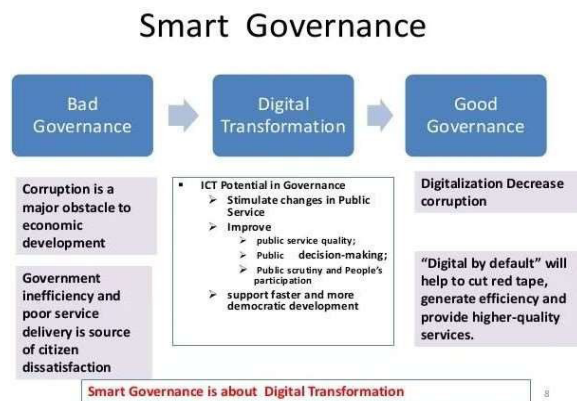 Smart Governance
Bad
Governance
Digital
Transformation
Good
Governance
Corruption is a
major obstacle to
economic
development
Government
inefficiency and
poor service
delivery is source
of citizen
dissatisfaction
▪ ICT Potential in Governance
➢ Stimulate changes in Public
Service
➢ Improve
➢ public service quality;
➢ Public decision-making;
➢ Public scrutiny and People's
participation
➢ support faster and more
democratic development
Digitalization Decrease
corruption
“Digital by default” will
help to cut red tape,
generate efficiency and
provide higher-quality
services.
Smart Governance is about Digital Transformation
8